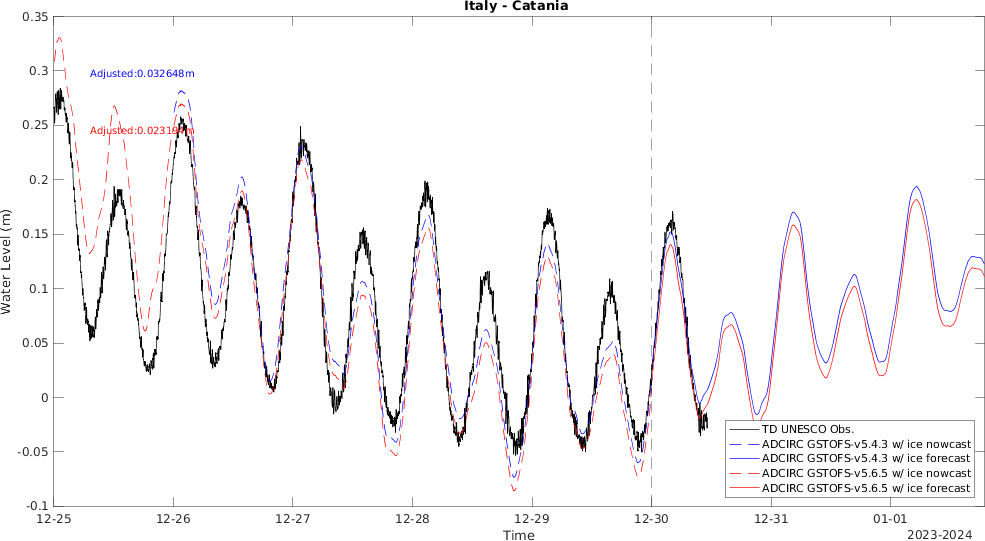 Italy - Catania
0.35
0.3
0.25
0.2
0.15
0.1
0.05
0
-0.05
-0.1
Water Level (m)
Adjusted:0.032648m
12-25
12-26
12-27
12-28
12-29
12-30
12-31
01-01
Time
2023-2024
TD UNESCO Obs.
ADCIRC GSTOFS-v5.4.3 w/ ice nowcast
ADCIRC GSTOFS-v5.4.3 w/ ice forecast
ADCIRC GSTOFS-v5.6.5 w/ ice nowcast
ADCIRC GSTOFS-v5.6.5 w/ ice forecast